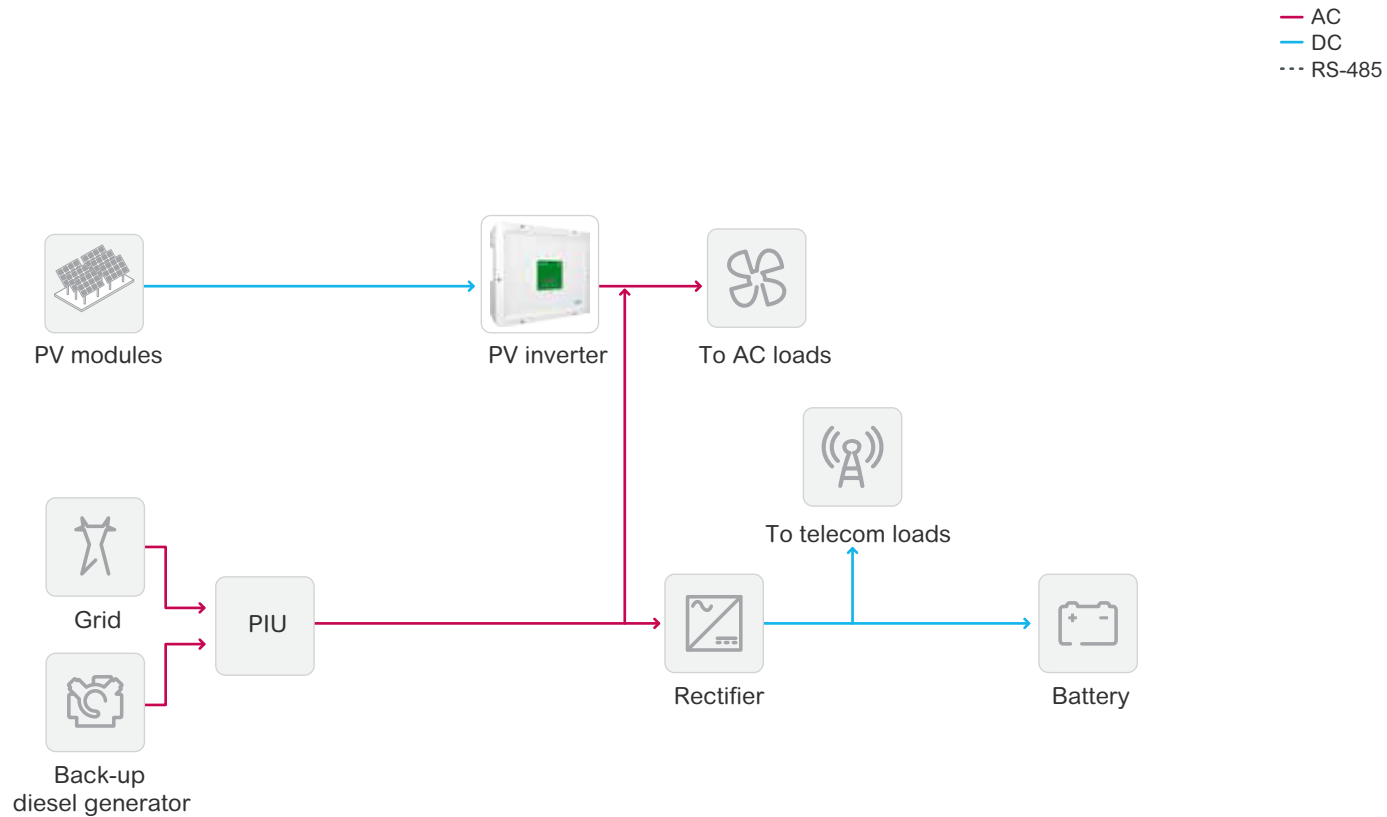 AC
DC
RS-485
PV modules
PV inverter
To AC loads
To telecom loads
Grid
PIU
Rectifier
Battery
Back-up
diesel generator